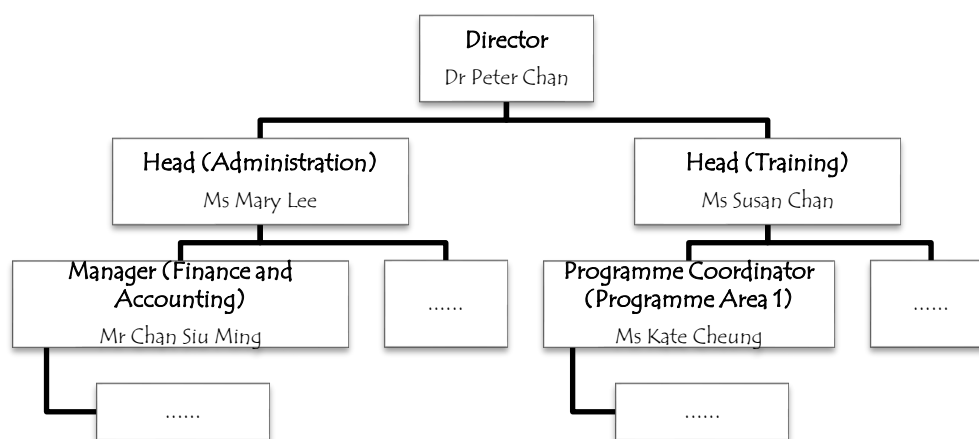 Director
Dr Peter Chan
Head (Administration)
Ms Mary Lee
Head (Training)
Ms Susan Chan
Manager (Finance and
Accounting)
Mr Chan Siu Ming
……
Programme Coordinator
(Programme Area 1)
Ms Kate Cheung
……
……
……